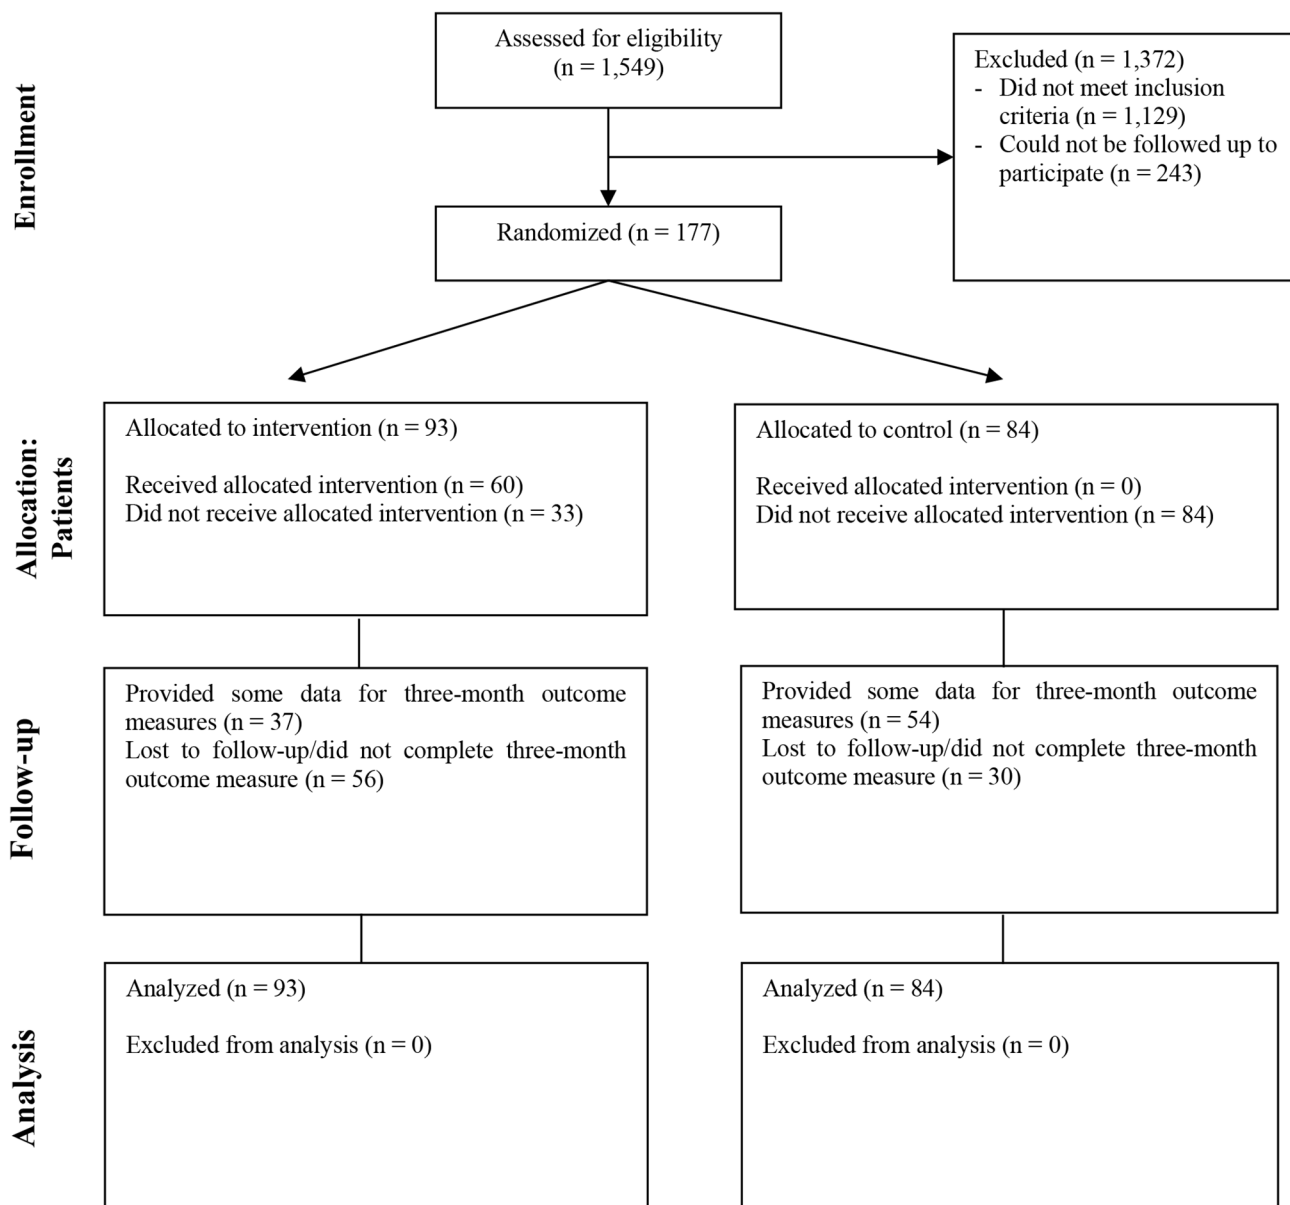 Enrollment
Assessed for eligibility
(n = 1,549)
Excluded (n = 1,372)
- Did not meet inclusion
criteria (n = 1,129)
- Could not be followed up to
participate (n = 243)
Randomized (n = 177)
Allocation:
Patients
Allocated to intervention (n = 93)
Received allocated intervention (n = 60)
Did not receive allocated intervention (n = 33)
Allocated to control (n = 84)
Received allocated intervention (n = 0)
Did not receive allocated intervention (n = 84)
Follow-up
Provided some data for three-month outcome
measures (n = 37)
Lost to follow-up/did not complete three-month
outcome measure (n = 56)
Provided some data for three-month outcome
measures (n = 54)
Lost to follow-up/did not complete three-month
outcome measure (n = 30)
Analysis
Analyzed (n = 93)
Excluded from analysis (n = 0)
Analyzed (n = 84)
Excluded from analysis (n = 0)